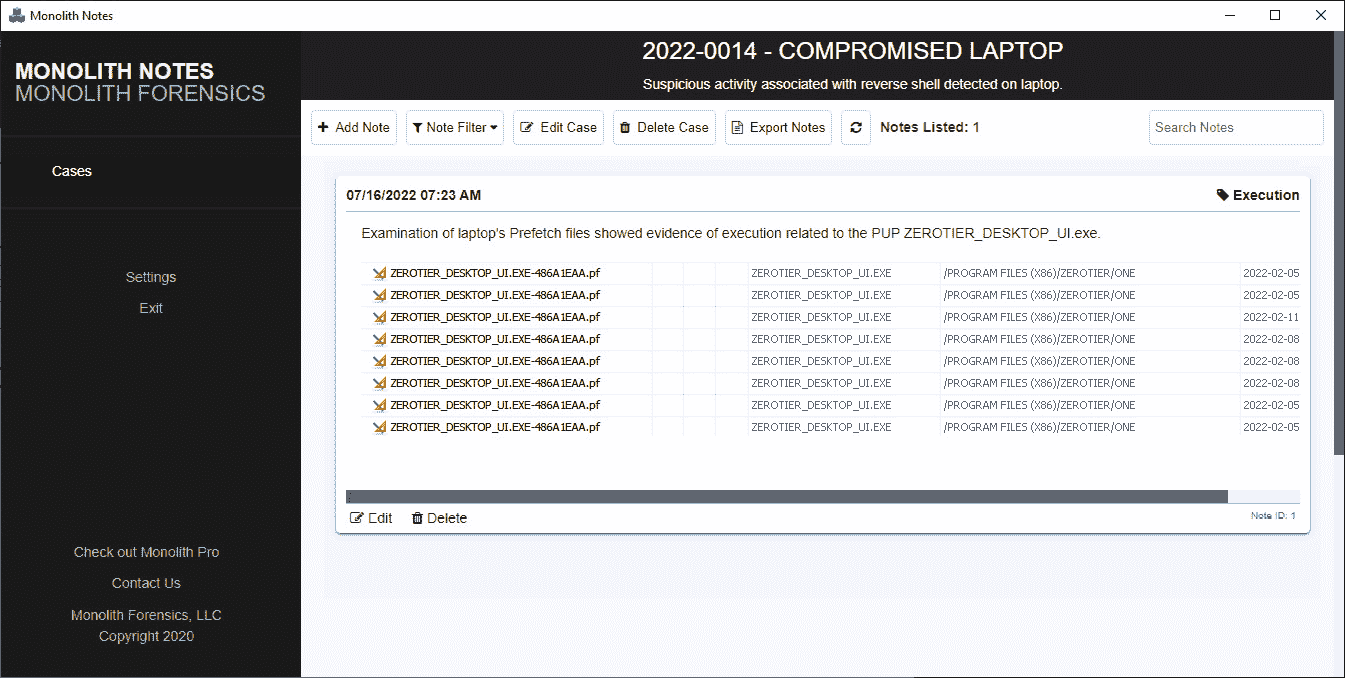 Monolith Notes
MONOLITH NOTES
MONOLITH FORENSICS
Cases
Settings
Exit
Check out Monolith Pro
Contact Us
Monolith Forensics, LLC
Copyright 2020
2022-0014 - COMPROMISED LAPTOP
Suspicious activity associated with reverse shell detected on laptop.
Add Note Note Filter Edit Case Delete Case Export Notes Notes Listed: 1 Search Notes
07/16/2022 07:23 AM Execution
Examination of laptop's Prefetch files showed evidence of execution related to the PUP ZEROTIER_DESKTOP_UI.exe.
ZEROTIER_DESKTOP_UI.EXE-486A1EAA.pf ZEROTIER_DESKTOP_UI.EXE /PROGRAM FILES (X86)/ZEROTIER/ONE 2022-02-05
ZEROTIER_DESKTOP_UI.EXE-486A1EAA.pf ZEROTIER_DESKTOP_UI.EXE /PROGRAM FILES (X86)/ZEROTIER/ONE 2022-02-05
ZEROTIER_DESKTOP_UI.EXE-486A1EAA.pf ZEROTIER_DESKTOP_UI.EXE /PROGRAM FILES (X86)/ZEROTIER/ONE 2022-02-11
ZEROTIER_DESKTOP_UI.EXE-486A1EAA.pf ZEROTIER_DESKTOP_UI.EXE /PROGRAM FILES (X86)/ZEROTIER/ONE 2022-02-08
ZEROTIER_DESKTOP_UI.EXE-486A1EAA.pf ZEROTIER_DESKTOP_UI.EXE /PROGRAM FILES (X86)/ZEROTIER/ONE 2022-02-08
ZEROTIER_DESKTOP_UI.EXE-486A1EAA.pf ZEROTIER_DESKTOP_UI.EXE /PROGRAM FILES (X86)/ZEROTIER/ONE 2022-02-08
ZEROTIER_DESKTOP_UI.EXE-486A1EAA.pf ZEROTIER_DESKTOP_UI.EXE /PROGRAM FILES (X86)/ZEROTIER/ONE 2022-02-05
ZEROTIER_DESKTOP_UI.EXE-486A1EAA.pf ZEROTIER_DESKTOP_UI.EXE /PROGRAM FILES (X86)/ZEROTIER/ONE 2022-02-05
Edit Delete Note ID: 1